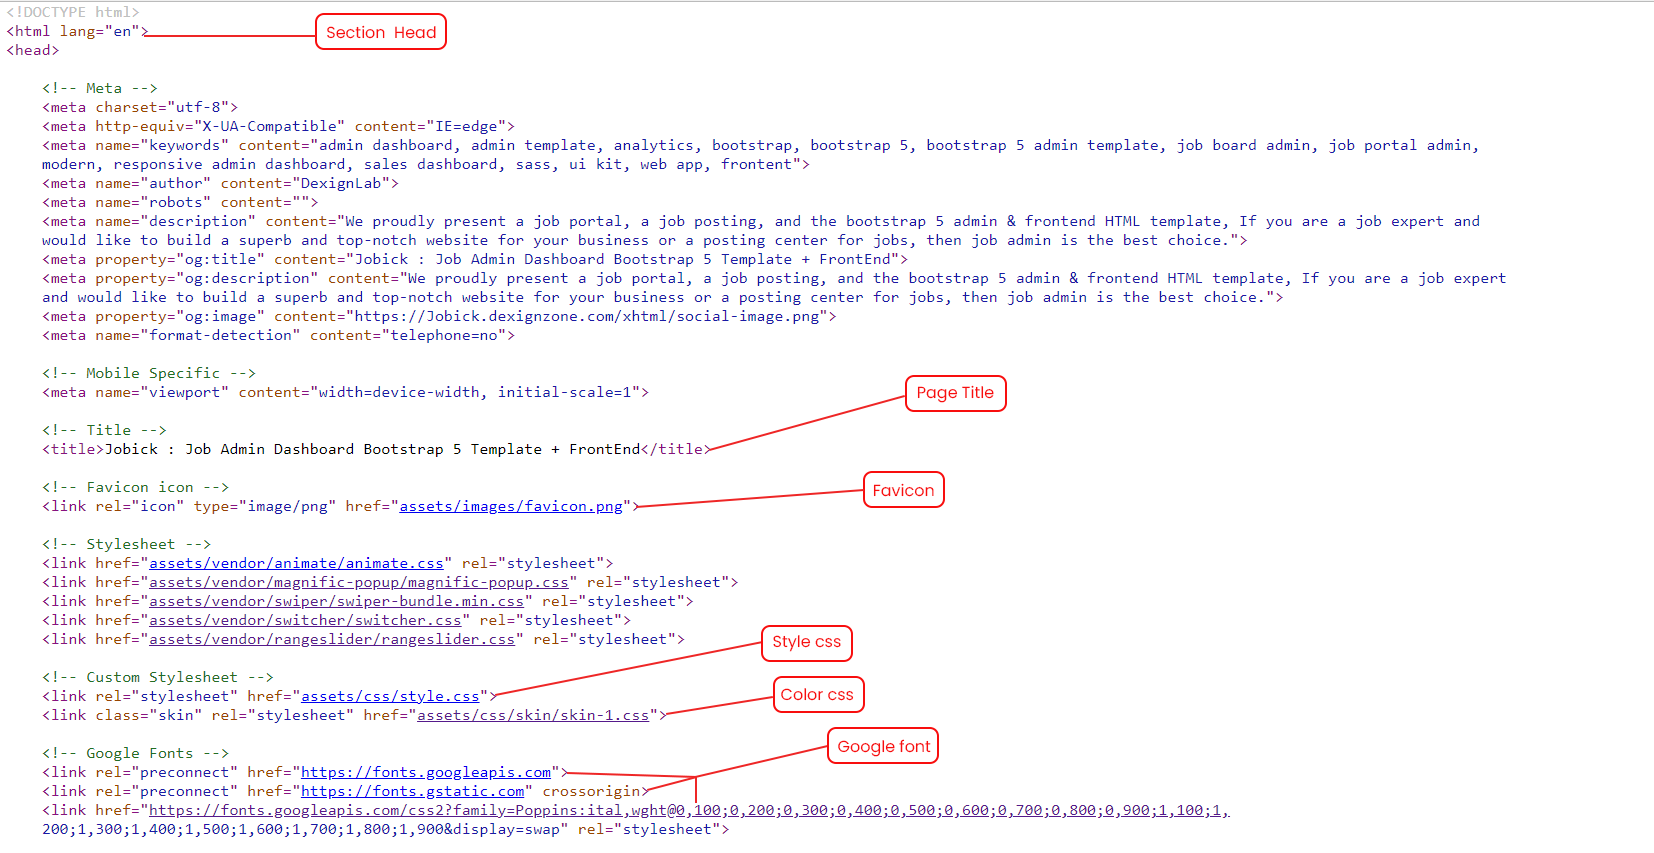 <!DOCTYPE html>
<html lang="en">
Section  Head
<head>
<!-- Meta -->
<meta charset="utf-8">
<meta http-equiv="X-UA-Compatible" content="IE=edge">
<meta name="keywords" content="admin dashboard, admin template, analytics, bootstrap, bootstrap 5, bootstrap 5 admin template, job board admin, job portal admin,
modern, responsive admin dashboard, sales dashboard, sass, ui kit, web app, frontent">
<meta name="author" content="DexignLab">
<meta name="robots" content="">
<meta name="description" content="We proudly present a job portal, a job posting, and the bootstrap 5 admin & frontend HTML template, If you are a job expert and
would like to build a superb and top-notch website for your business or a posting center for jobs, then job admin is the best choice.">
<meta property="og:title" content="Jobick : Job Admin Dashboard Bootstrap 5 Template + FrontEnd">
<meta property="og:description" content="We proudly present a job portal, a job posting, and the bootstrap 5 admin & frontend HTML template, If you are a job expert
and would like to build a superb and top-notch website for your business or a posting center for jobs, then job admin is the best choice.">
<meta property="og:image" content="https://Jobick.dexignzone.com/xhtml/social-image.png">
<meta name="format-detection" content="telephone=no">
<!-- Mobile Specific -->
<meta name="viewport" content="width=device-width, initial-scale=1">
Page Title
<!-- Title -->
<title>Jobick : Job Admin Dashboard Bootstrap 5 Template + FrontEnd</title>
<!-- Favicon icon -->
Favicon
<link rel="icon" type="image/png" href="assets/images/favicon.png">
<!-- Stylesheet -->
<link href="assets/vendor/animate/animate.css" rel="stylesheet">
<link href="assets/vendor/magnific-popup/magnific-popup.css" rel="stylesheet">
<link href="assets/vendor/swiper/swiper-bundle.min.css" rel="stylesheet">
<link href="assets/vendor/switcher/switcher.css" rel="stylesheet">
<link href="assets/vendor/rangeslider/rangeslider.css" rel="stylesheet">
Style css
<!-- Custom Stylesheet -->
<link rel="stylesheet" href="assets/css/style.css">
Color css
<link class="skin" rel="stylesheet" href="assets/css/skin/skin-1.css">
Google font
<!-- Google Fonts -->
<link rel="preconnect" href="https://fonts.googleapis.com">
<link rel="preconnect" href="https://fonts.gstatic.com" crossorigin>
<link href="https://fonts.googleapis.com/css2?family=Poppins:ital,wght@0,100;0,200;0,300;0,400;0,500;0,600;0,700;0,800;0,900;1,100;1,
200;1,300;1,400;1,500;1,600;1,700;1,800;1,900&display=swap" rel="stylesheet">